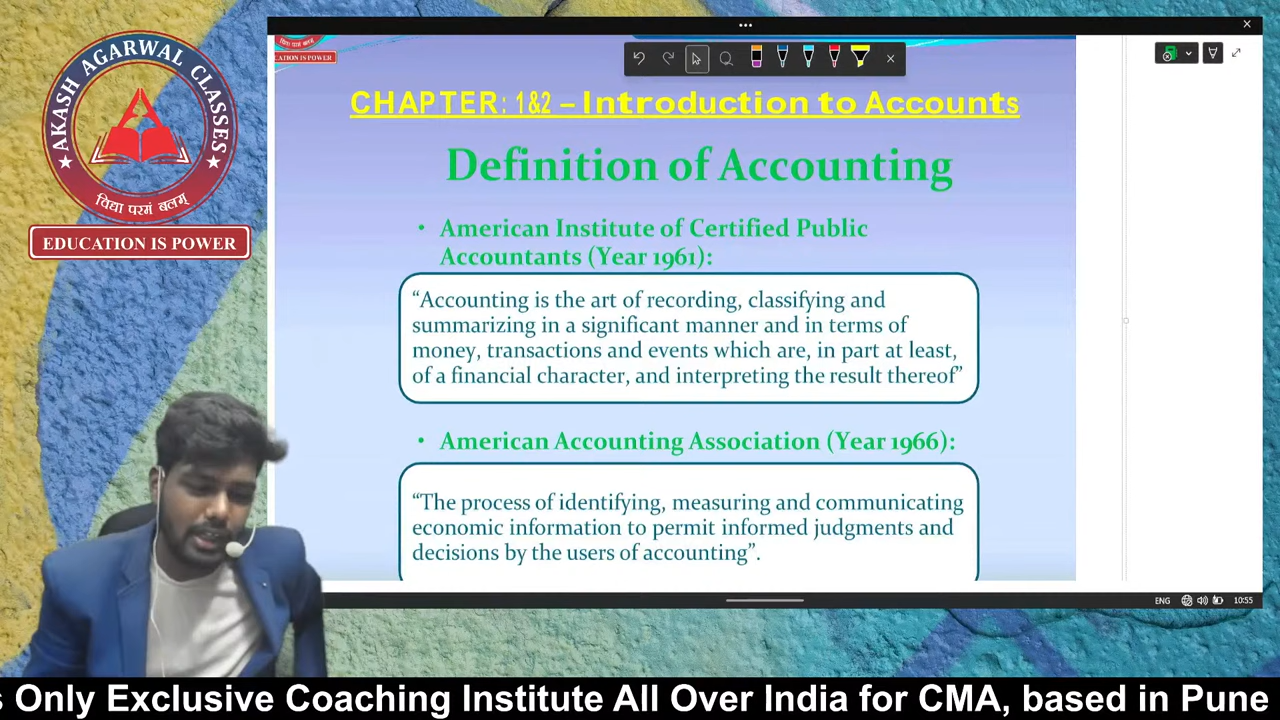 AKASH AGARWAL CLASSES
विद्या परमं बलम्
EDUCATION IS POWER
विद्या परमं बलम्
CATION IS POWER
CHAPTER: 1&2 – Introduction to Accounts
Definition of Accounting
• American Institute of Certified Public
Accountants (Year 1961):
“Accounting is the art of recording, classifying and
summarizing in a significant manner and in terms of
money, transactions and events which are, in part at least,
of a financial character, and interpreting the result thereof”
• American Accounting Association (Year 1966):
“The process of identifying, measuring and communicating
economic information to permit informed judgments and
decisions by the users of accounting”.
ENG 10:55
s Only Exclusive Coaching Institute All Over India for CMA, based in Pune